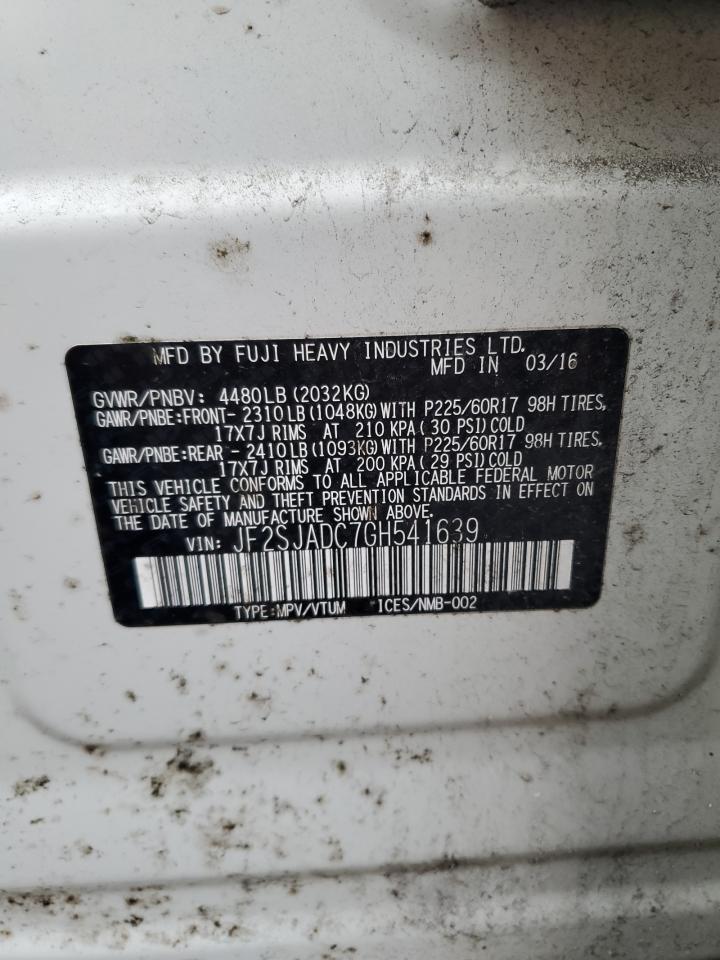 MFD BY FUJI HEAVY INDUSTRIES LTD.
MFD IN 03/16
GVWR/PNBV: 4480LB (2032KG)
GAWR/PNBE:FRONT- 2310LB (1048KG)WITH P225/60R17 98H TIRES,
17X7J RIMS AT 210 KPA( 30 PSI)COLD
GAWR/PNBE:REAR - 2410LB (1093KG)WITH P225/60R17 98H TIRES,
17X7J RIMS AT 200 KPA( 29 PSI)COLD
THIS VEHICLE CONFORMS TO ALL APPLICABLE FEDERAL MOTOR
VEHICLE SAFETY AND THEFT PREVENTION STANDARDS IN EFFECT ON
THE DATE OF MANUFACTURE SHOWN ABOVE.
VIN: JF2SJADC7GH541639
TYPE:MPV/VTUM ICES/NMB-002